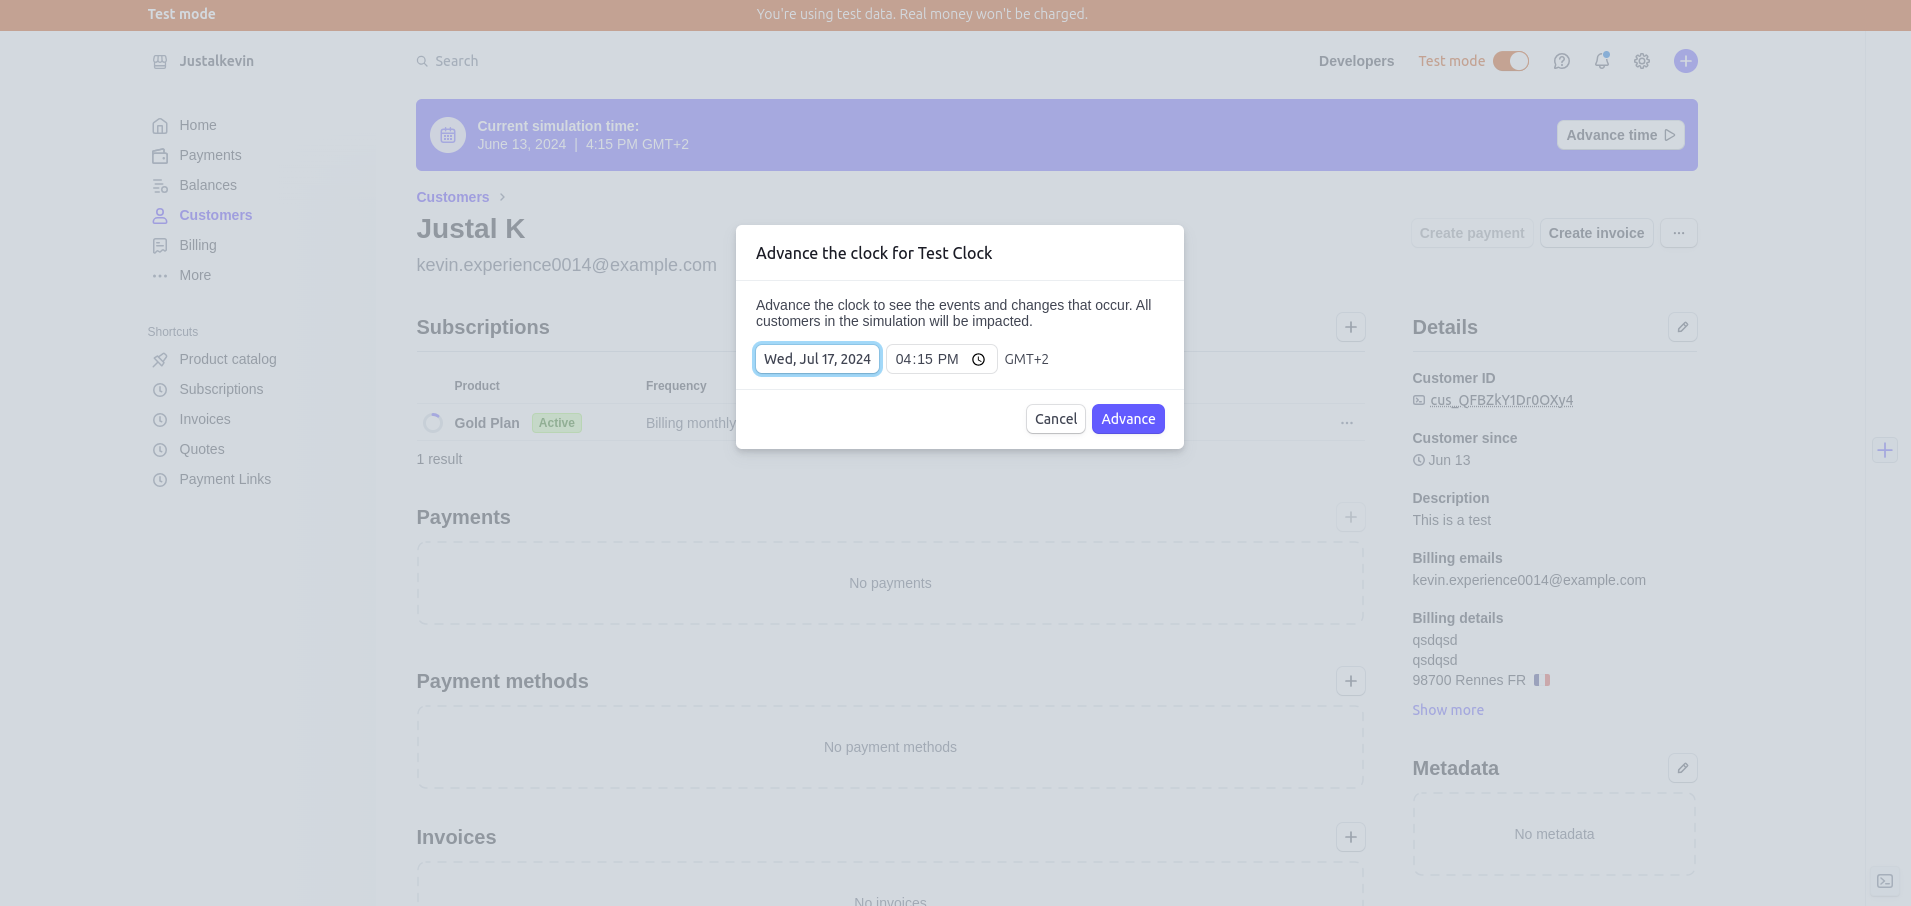 Test mode
You're using test data. Real money won't be charged.
Justalkevin
Search
Developers
Test mode
Home
Payments
Balances
Customers
Billing
More
Shortcuts
Product catalog
Subscriptions
Invoices
Quotes
Payment Links
Current simulation time:
June 13, 2024 | 4:15 PM GMT+2
Advance time
Customers
Justal K
kevin.experience0014@example.com
Create payment
Create invoice
Advance the clock for Test Clock
Advance the clock to see the events and changes that occur. All
customers in the simulation will be impacted.
Wed, Jul 17, 2024
04:15 PM
GMT+2
Cancel
Advance
Subscriptions
Product
Frequency
Gold Plan
Active
Billing monthly
1 result
Payments
No payments
Payment methods
No payment methods
Invoices
No invoices
Details
Customer ID
cus_QFBZkY1Dr0OXy4
Customer since
Jun 13
Description
This is a test
Billing emails
kevin.experience0014@example.com
Billing details
qsdqsd
qsdqsd
98700 Rennes FR
Show more
Metadata
No metadata